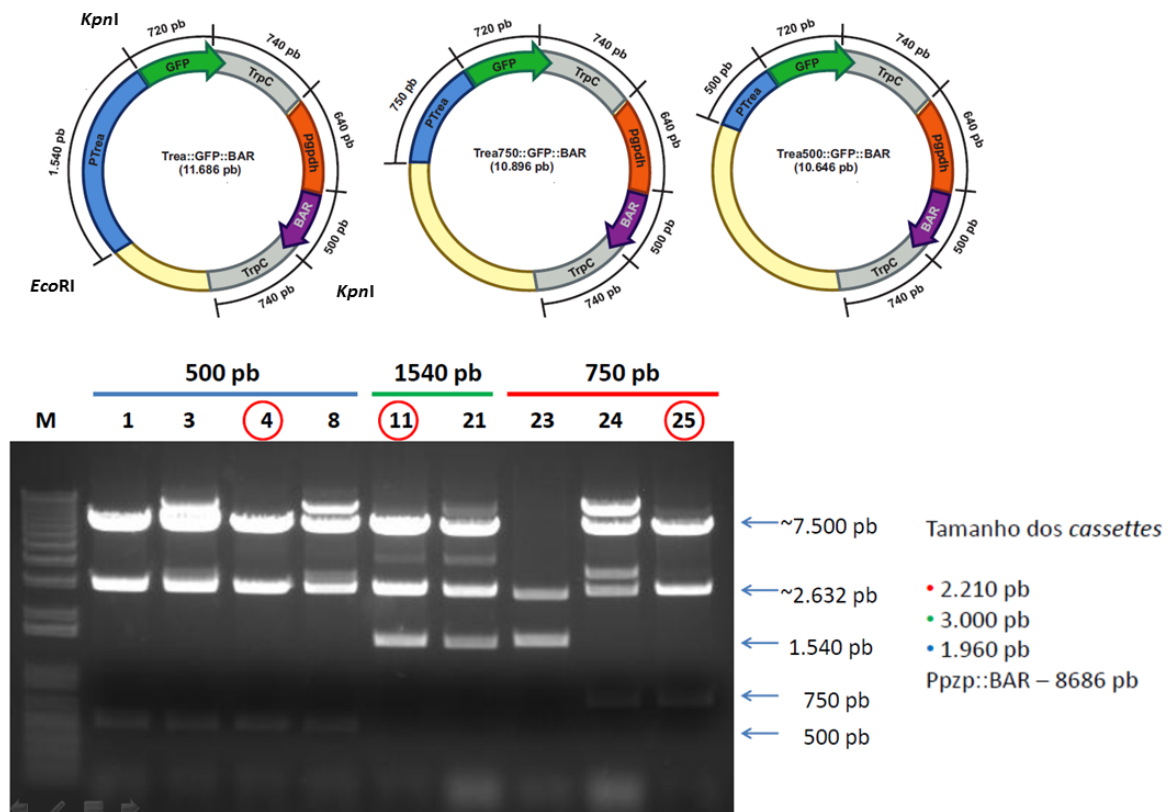 KpnI
720 pb
740 pb
640 pb
500 pb
740 pb
1.540 pb
GFP
TrpC
Pgpdh
BAR
TrpC
PTrea
Trea::GFP::BAR
(11.686 pb)
EcoRI
KpnI
720 pb
740 pb
640 pb
500 pb
740 pb
750 pb
GFP
TrpC
Pgpdh
BAR
TrpC
PTrea
Trea750::GFP::BAR
(10.896 pb)
720 pb
740 pb
640 pb
500 pb
740 pb
500 pb
GFP
TrpC
Pgpdh
BAR
TrpC
PTrea
Trea500::GFP::BAR
(10.646 pb)
500 pb 1540 pb 750 pb
M 1 3 4 8 11 21 23 24 25
~7.500 pb
~2.632 pb
1.540 pb
750 pb
500 pb
Tamanho dos cassettes
• 2.210 pb
• 3.000 pb
• 1.960 pb
Ppzp::BAR – 8686 pb